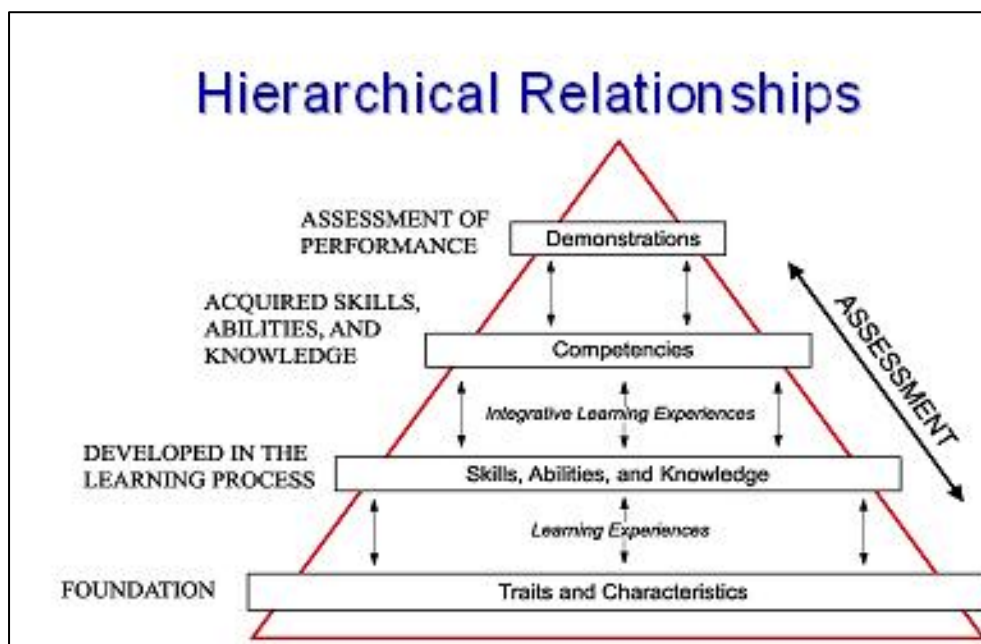 Hierarchical Relationships
ASSESSMENT OF
PERFORMANCE
Demonstrations
ACQUIRED SKILLS,
ABILITIES, AND
KNOWLEDGE
Competencies
ASSESSMENT
Integrative Learning Experiences
DEVELOPED IN THE
LEARNING PROCESS
Skills, Abilities, and Knowledge
Learning Experiences
FOUNDATION
Traits and Characteristics